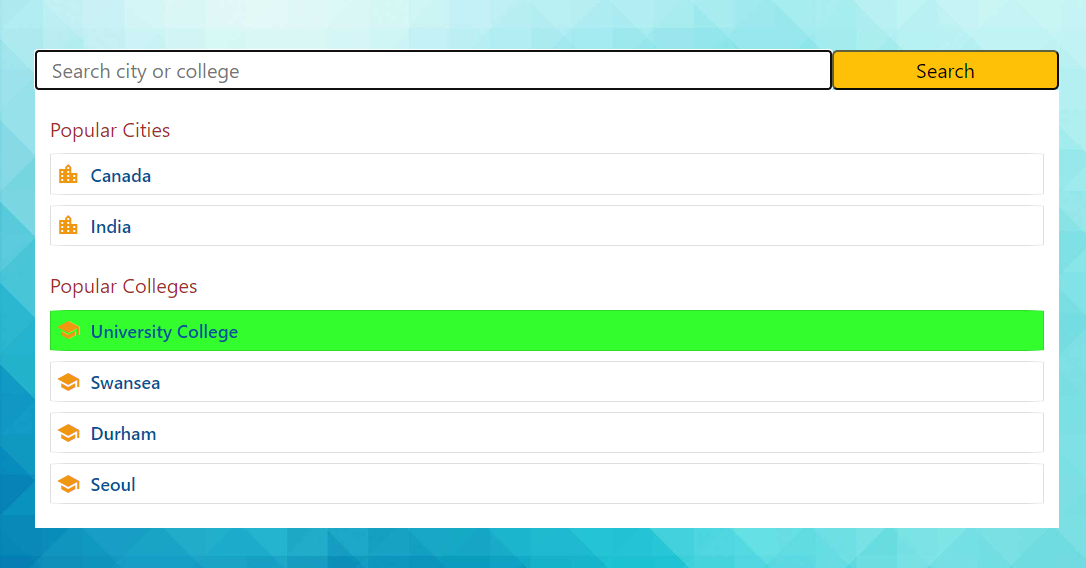 Search city or college
Search
Popular Cities
Canada
India
Popular Colleges
University College
Swansea
Durham
Seoul